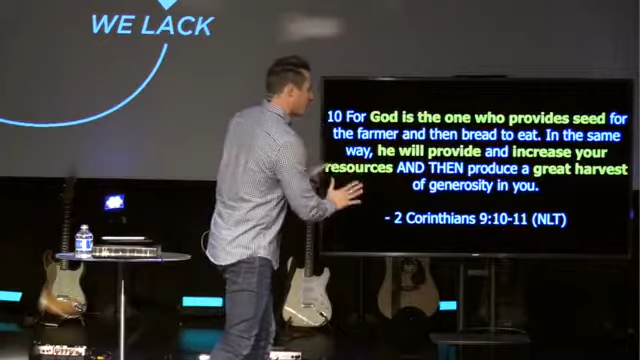 WE LACK
10 For God is the one who provides seed for
the farmer and then bread to eat. In the same
way, he will provide and increase your
resources AND THEN produce a great harvest
of generosity in you.
- 2 Corinthians 9:10-11 (NLT)